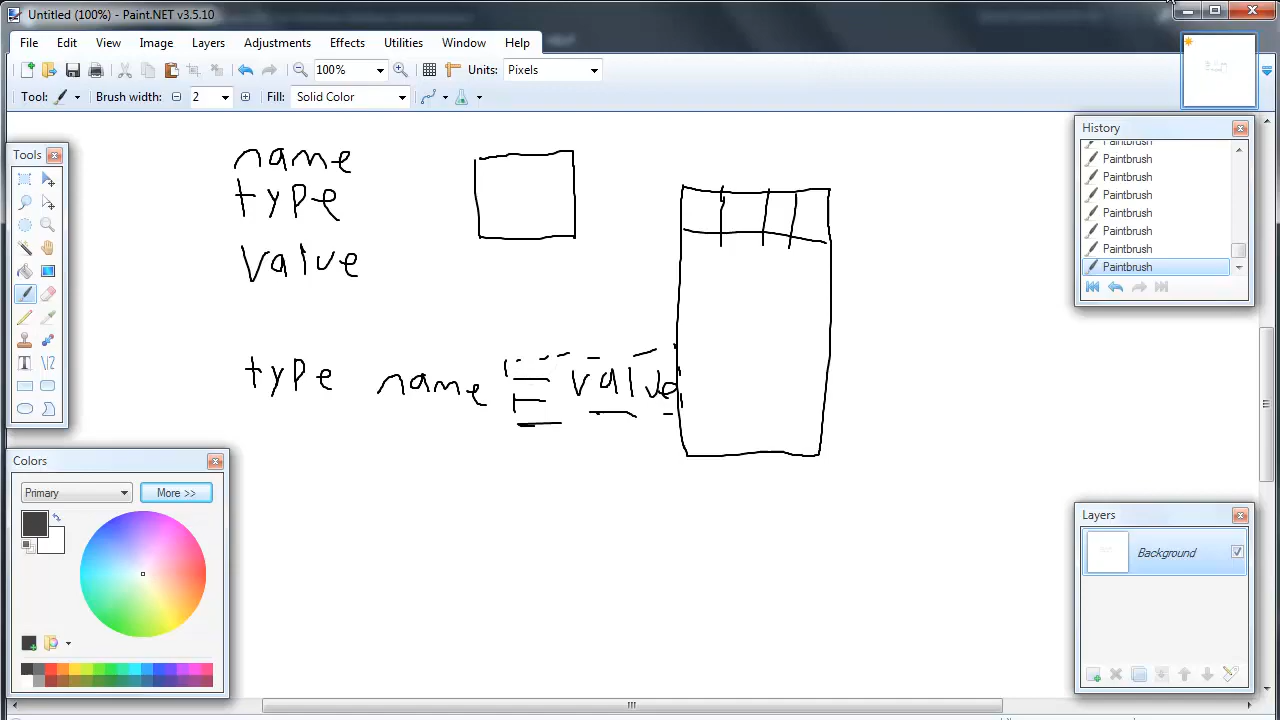 Untitled (100%) - Paint.NET v3.5.10
File Edit View Image Layers Adjustments Effects Utilities Window Help
100% Units: Pixels
Tool: Brush width: 2 Fill: Solid Color
Tools
History
Paintbrush
Paintbrush
Paintbrush
Paintbrush
Paintbrush
Paintbrush
Paintbrush
Paintbrush
name
type
value
type name = value
Colors
Primary More >>
Layers
Background